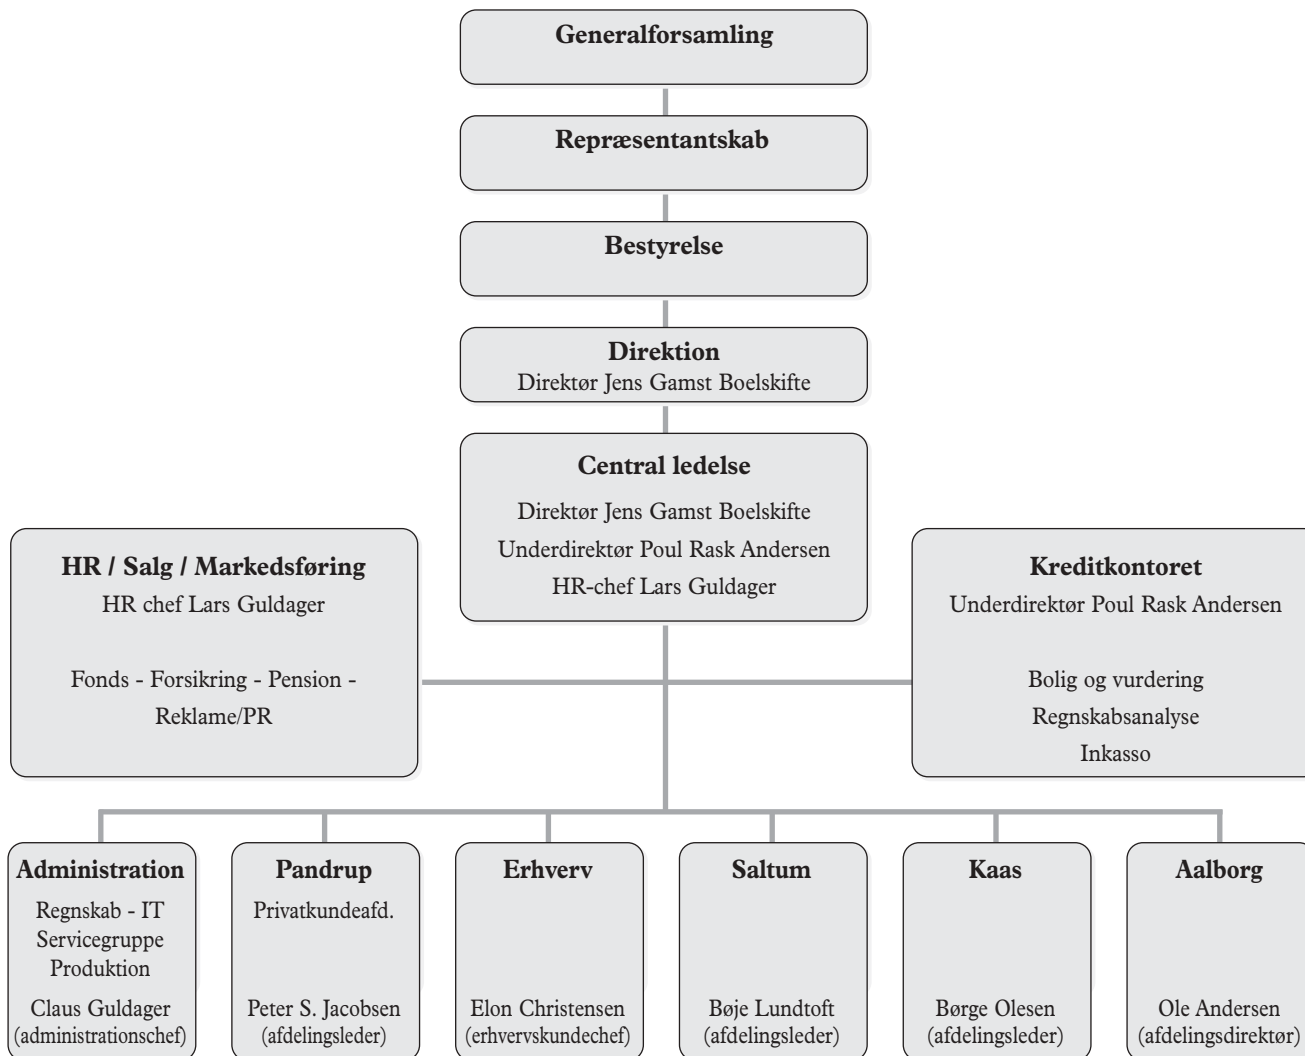 Generalforsamling
Repræsentantskab
Bestyrelse
Direktion
Direktør Jens Gamst Boelskifte
Central ledelse
Direktør Jens Gamst Boelskifte
Underdirektør Poul Rask Andersen
HR-chef Lars Guldager
HR / Salg / Markedsføring
HR chef Lars Guldager
Fonds - Forsikring - Pension -
Reklame/PR
Kreditkontoret
Underdirektør Poul Rask Andersen
Bolig og vurdering
Regnskabsanalyse
Inkasso
Administration
Regnskab - IT
Servicegruppe
Produktion
Claus Guldager
(administrationschef)
Pandrup
Privatkundeafd.
Peter S. Jacobsen
(afdelingsleder)
Erhverv
Elon Christensen
(erhvervskundechef)
Saltum
Bøje Lundtoft
(afdelingsleder)
Kaas
Børge Olesen
(afdelingsleder)
Aalborg
Ole Andersen
(afdelingsdirektør)